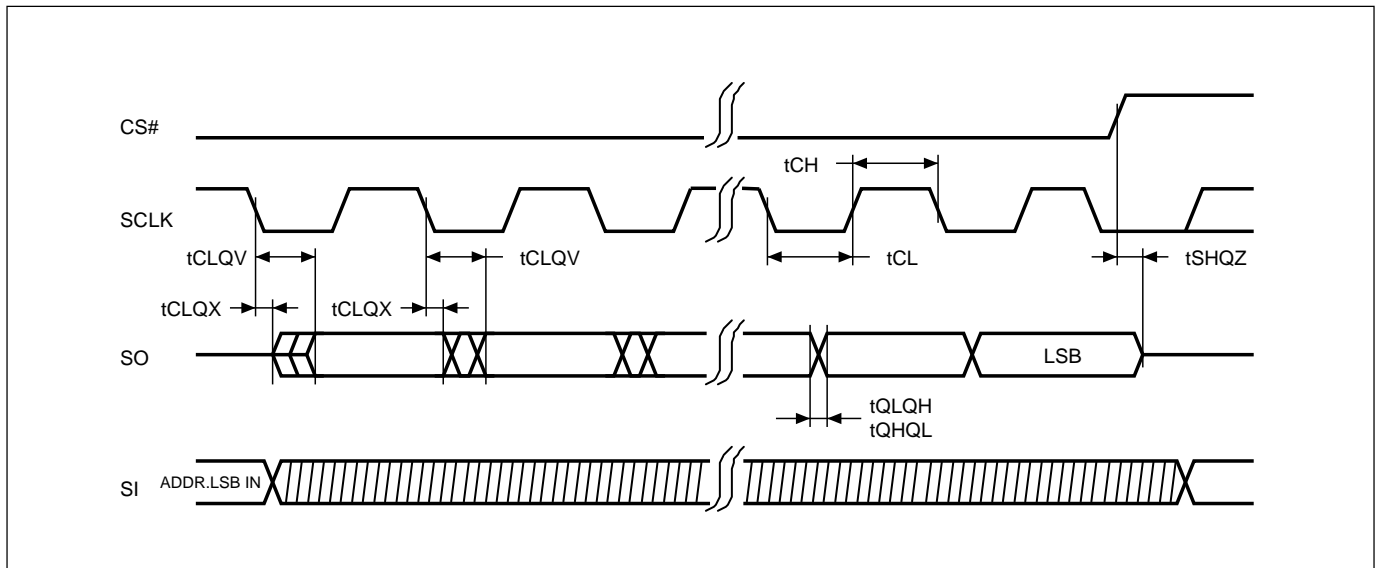 CS#
tCH
SCLK
tCLQV
tCLQV
tCL
tSHQZ
tCLQX
tCLQX
SO
LSB
tQLQH
tQHQL
SI
ADDR.LSB IN